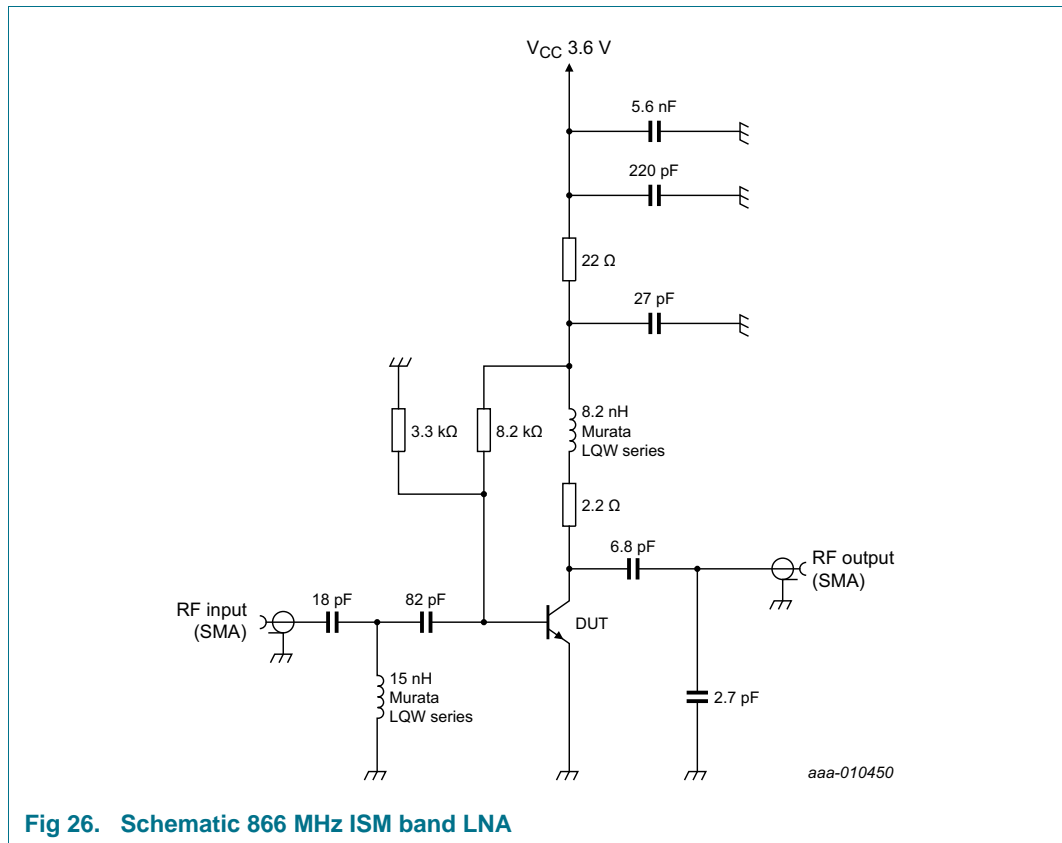 VCC 3.6 V
5.6 nF
220 pF
22 Ω
27 pF
3.3 kΩ
8.2 kΩ
8.2 nH
Murata
LQW series
2.2 Ω
6.8 pF
RF output
(SMA)
RF input
(SMA)
18 pF
82 pF
DUT
15 nH
Murata
LQW series
2.7 pF
aaa-010450
Fig 26. Schematic 866 MHz ISM band LNA